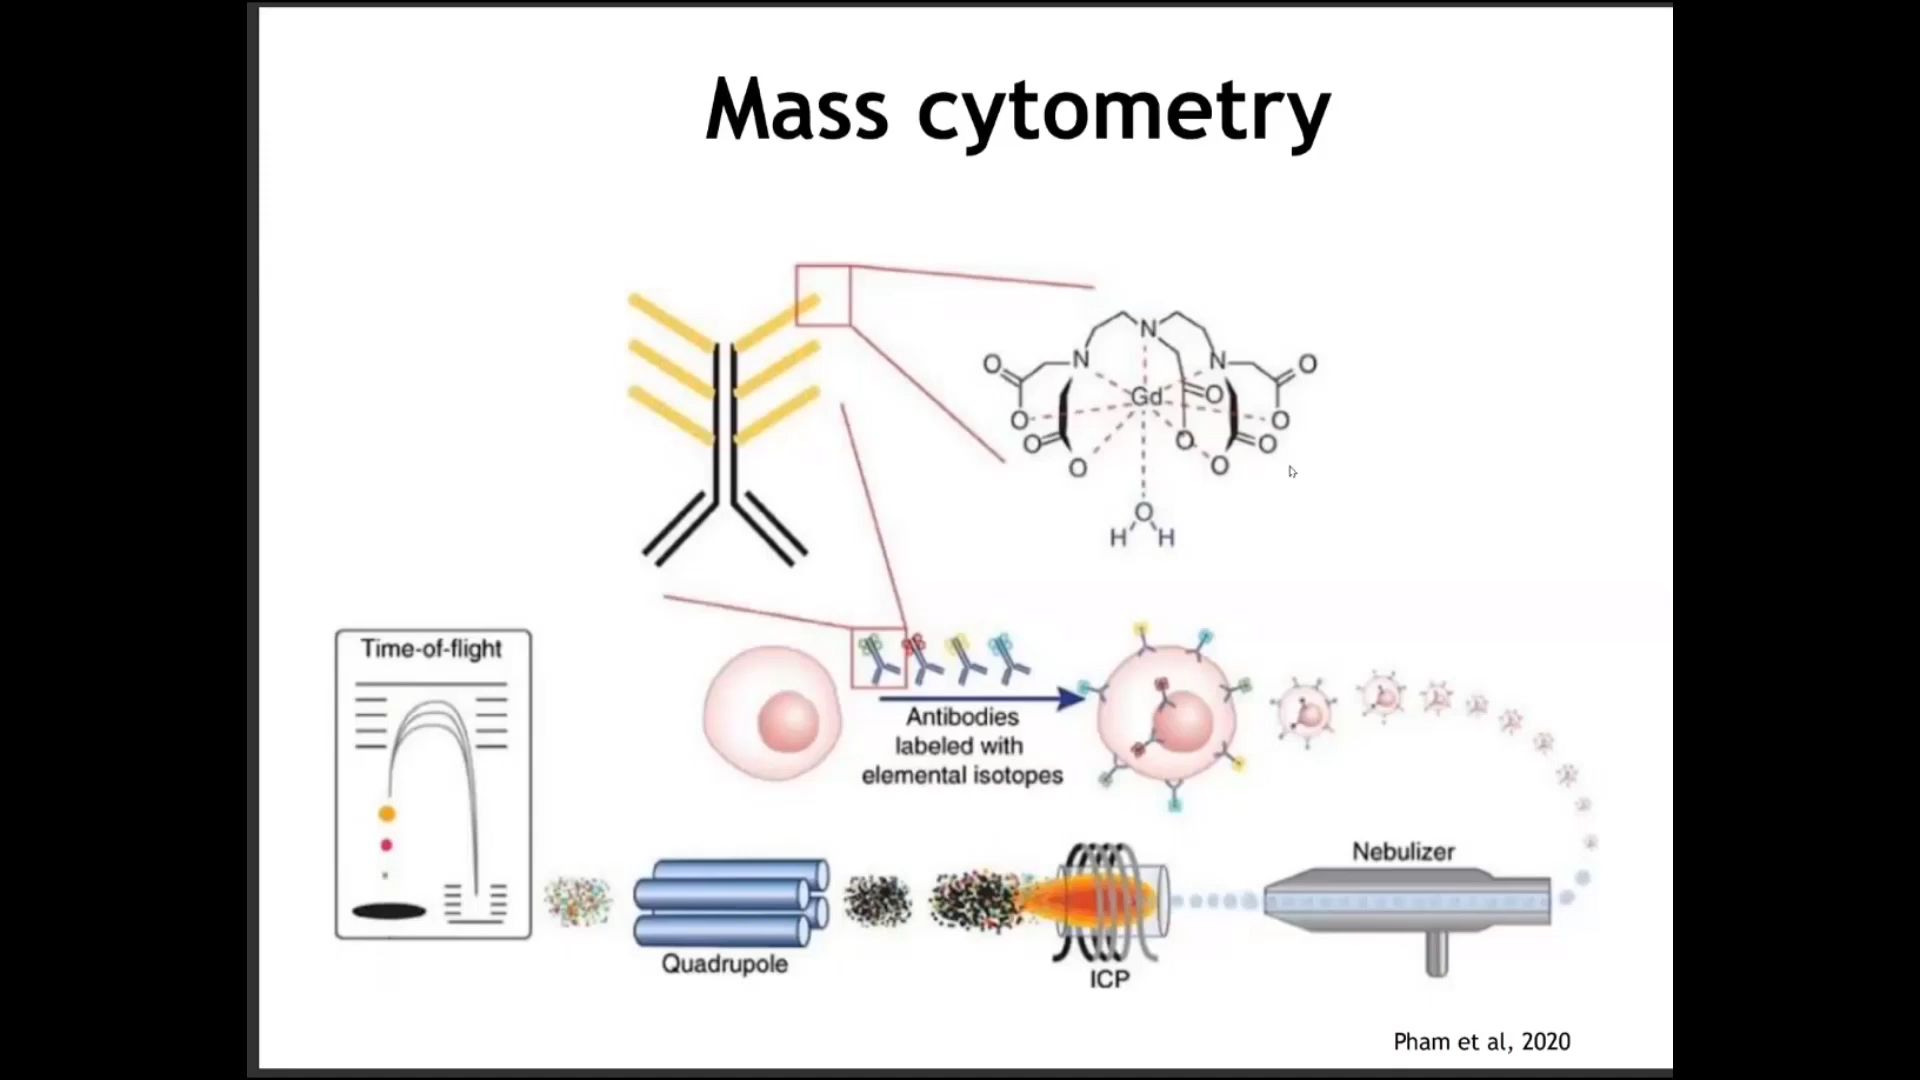 Mass cytometry
N
N
N
O
O
Gd
O
O
O
O
O
O
O
O
O
H
H
Time-of-flight
Antibodies
labeled with
elemental isotopes
Nebulizer
Quadrupole
ICP
Pham et al, 2020